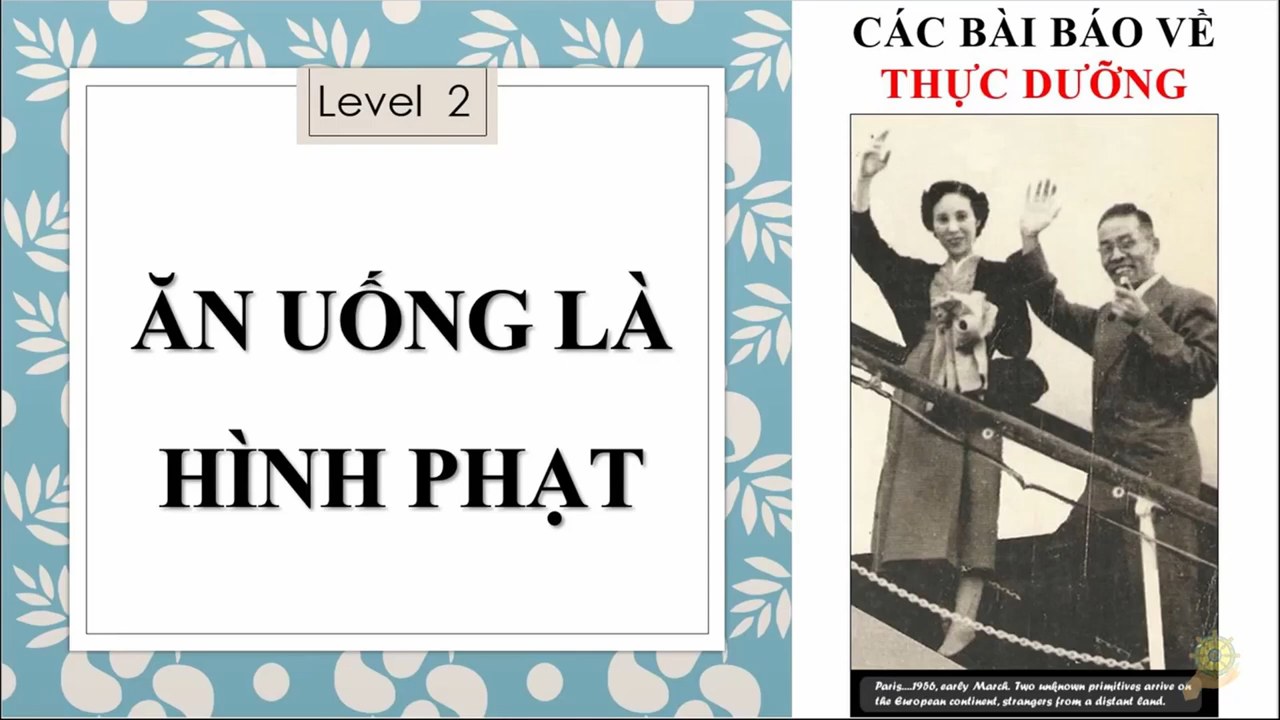 Level 2
ĂN UỐNG LÀ
HÌNH PHẠT
CÁC BÀI BÁO VỀ
THỰC DƯỠNG
Paris....1956, early March. Two unknown primitives arrive on
the European continent, strangers from a distant land.